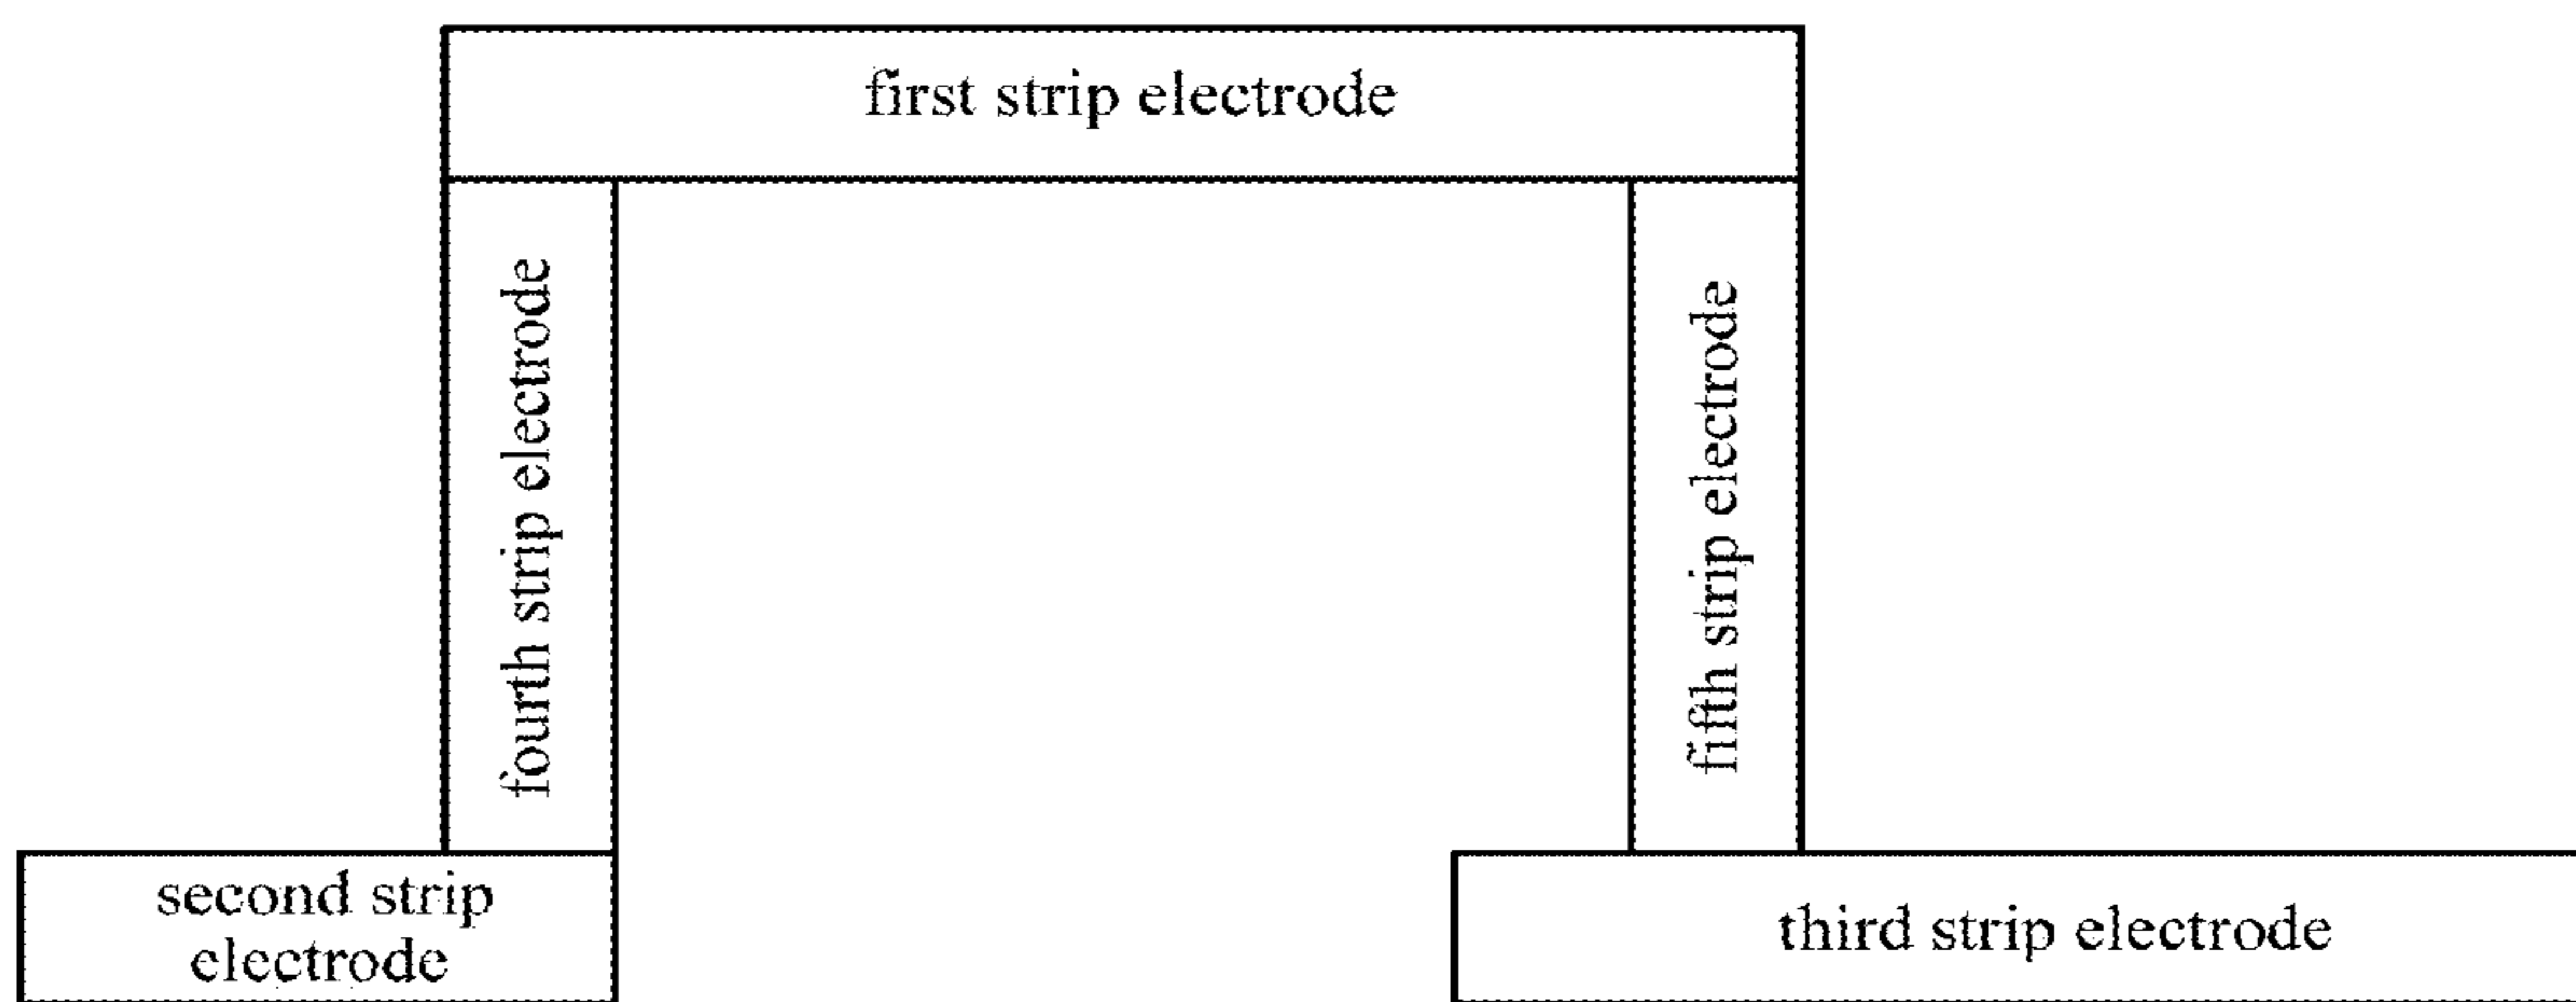 first strip electrode
fourth strip electrode
fifth strip electrode
second strip
electrode
third strip electrode